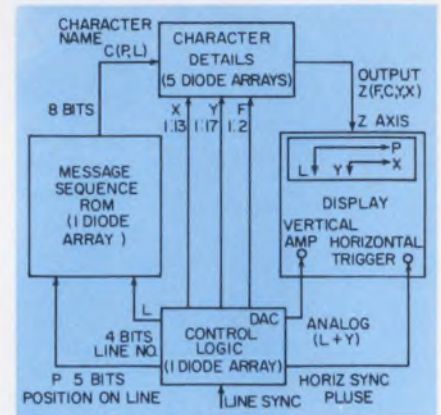 CHARACTER
NAME
C(P,L)
CHARACTER
DETAILS
(5 DIODE ARRAYS)
8 BITS
X
1:13
Y
1:17
F
1:2
OUTPUT
Z(F,C,Y,X)
Z AXIS
MESSAGE
SEQUENCE
ROM
(1 DIODE
ARRAY )
P
L Y X
DISPLAY
VERTICAL
AMP
HORIZONTAL
TRIGGER
L
4 BITS
LINE NO.
DAC
CONTROL
LOGIC
(1 DIODE ARRAY)
ANALOG
(L + Y)
P 5 BITS
POSITION ON LINE
LINE SYNC
HORIZ SYNC
PLUSE